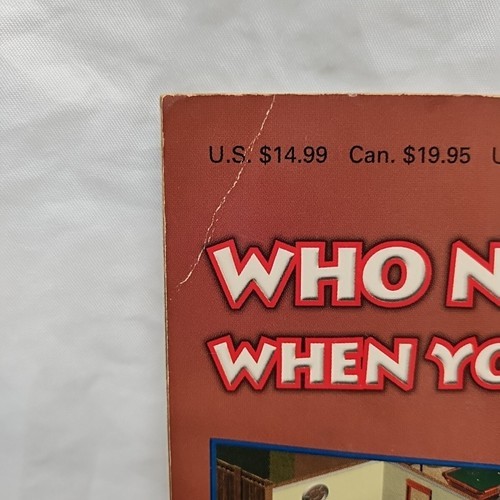 U.S. $14.99 Can. $19.95 U
WHO N
WHEN YO